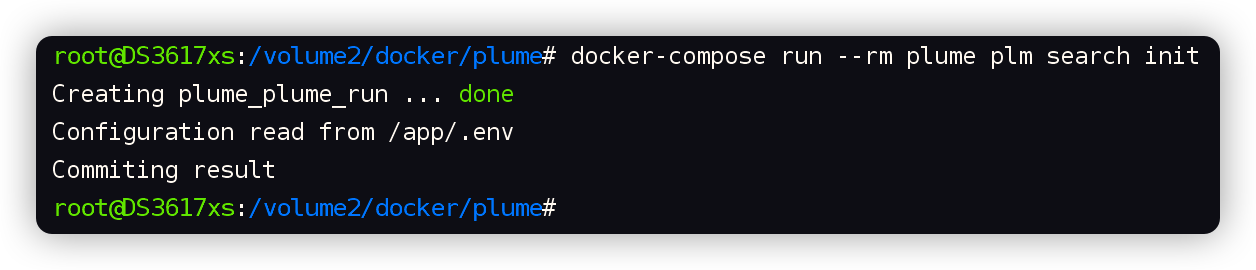 root@DS3617xs:/volume2/docker/plume# docker-compose run --rm plume plm search init
Creating plume_plume_run ... done
Configuration read from /app/.env
Commiting result
root@DS3617xs:/volume2/docker/plume#